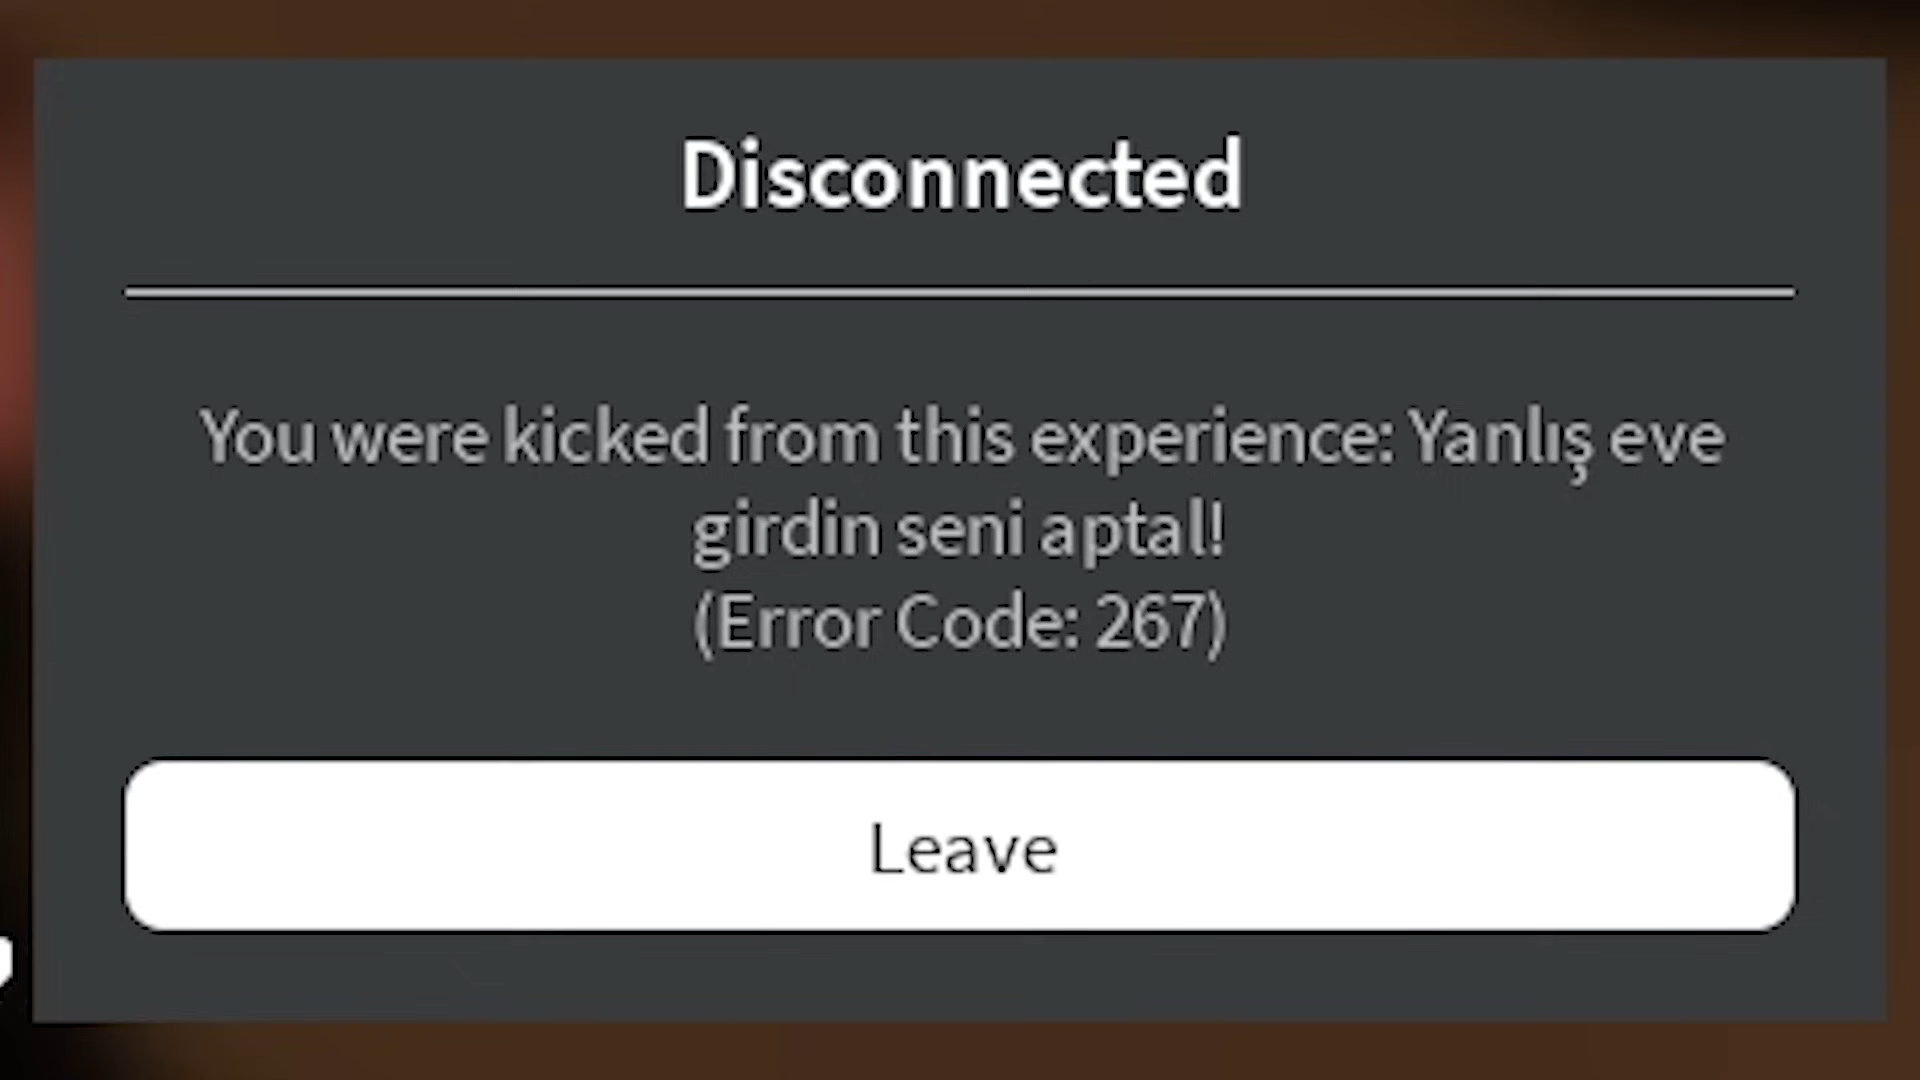 Disconnected
You were kicked from this experience: Yanlış eve
girdin seni aptal!
(Error Code: 267)
Leave